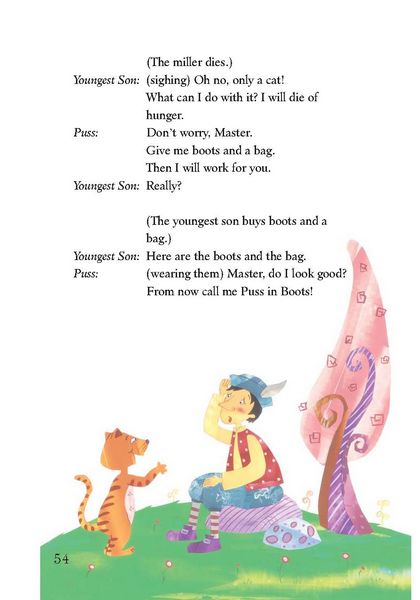 (The miller dies.)
Youngest Son: (sighing) Oh no, only a cat!
What can I do with it? I will die of
hunger.
Puss: Don't worry, Master.
Give me boots and a bag.
Then I will work for you.
Youngest Son: Really?
(The youngest son buys boots and a
bag.)
Youngest Son: Here are the boots and the bag.
Puss: (wearing them) Master, do I look good?
From now call me Puss in Boots!
54